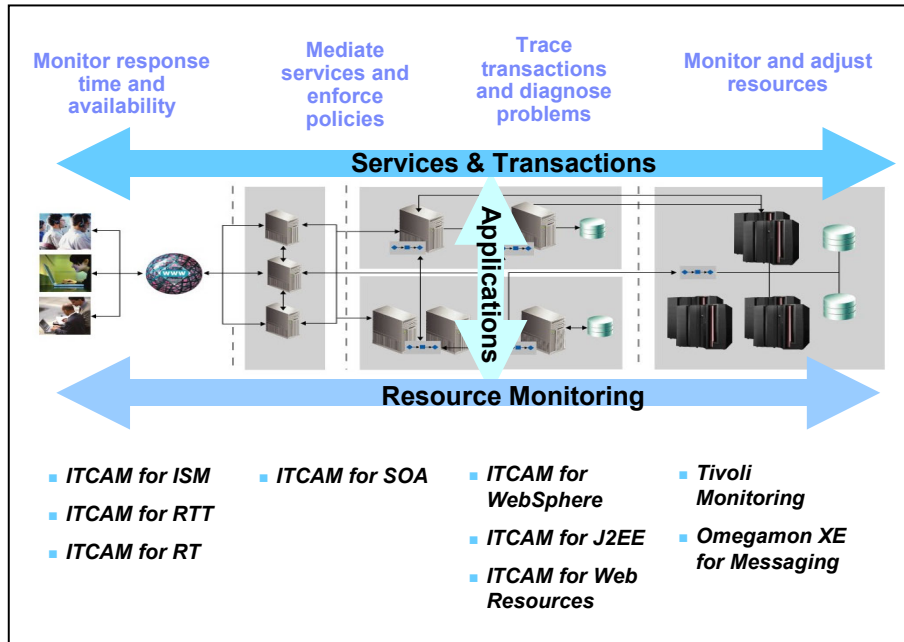 Monitor response
time and
availability
Mediate
services and
enforce
policies
Trace
transactions
and diagnose
problems
Monitor and adjust
resources
Services & Transactions
WWW
Applications
Resource Monitoring
ITCAM for ISM
ITCAM for RTT
ITCAM for RT
ITCAM for SOA
ITCAM for
WebSphere
ITCAM for J2EE
ITCAM for Web
Resources
Tivoli
Monitoring
Omegamon XE
for Messaging